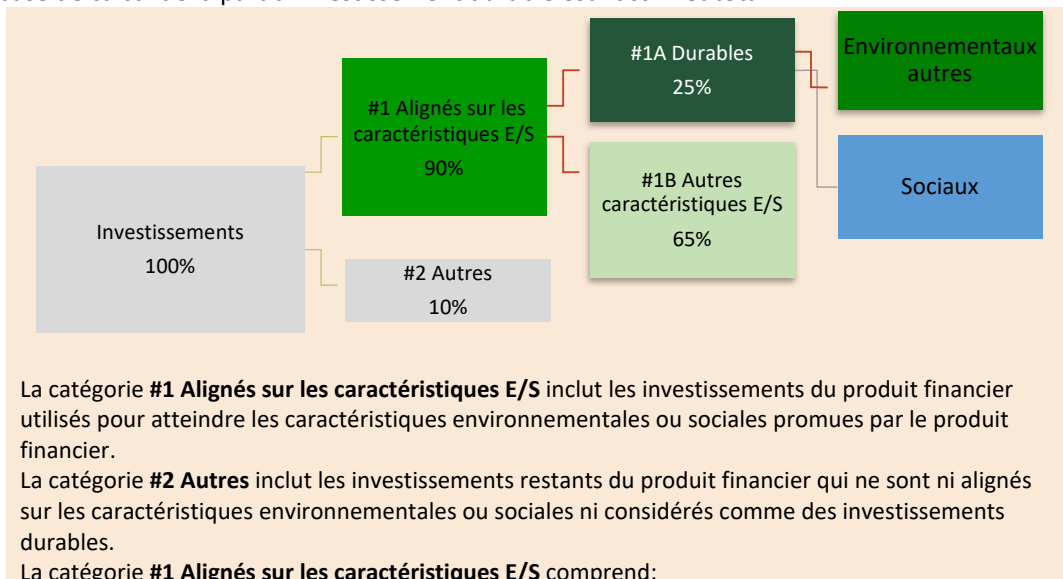 #1A Durables
25%
Environnementaux
autres
#1 Alignés sur les
caractéristiques E/S
90%
#1B Autres
caractéristiques E/S
65%
Sociaux
Investissements
100%
#2 Autres
10%
La catégorie #1 Alignés sur les caractéristiques E/S inclut les investissements du produit financier
utilisés pour atteindre les caractéristiques environnementales ou sociales promues par le produit
financier.
La catégorie #2 Autres inclut les investissements restants du produit financier qui ne sont ni alignés
sur les caractéristiques environnementales ou sociales ni considérés comme des investissements
durables.
La catégorie #1 Alignés sur les caractéristiques E/S comprend: